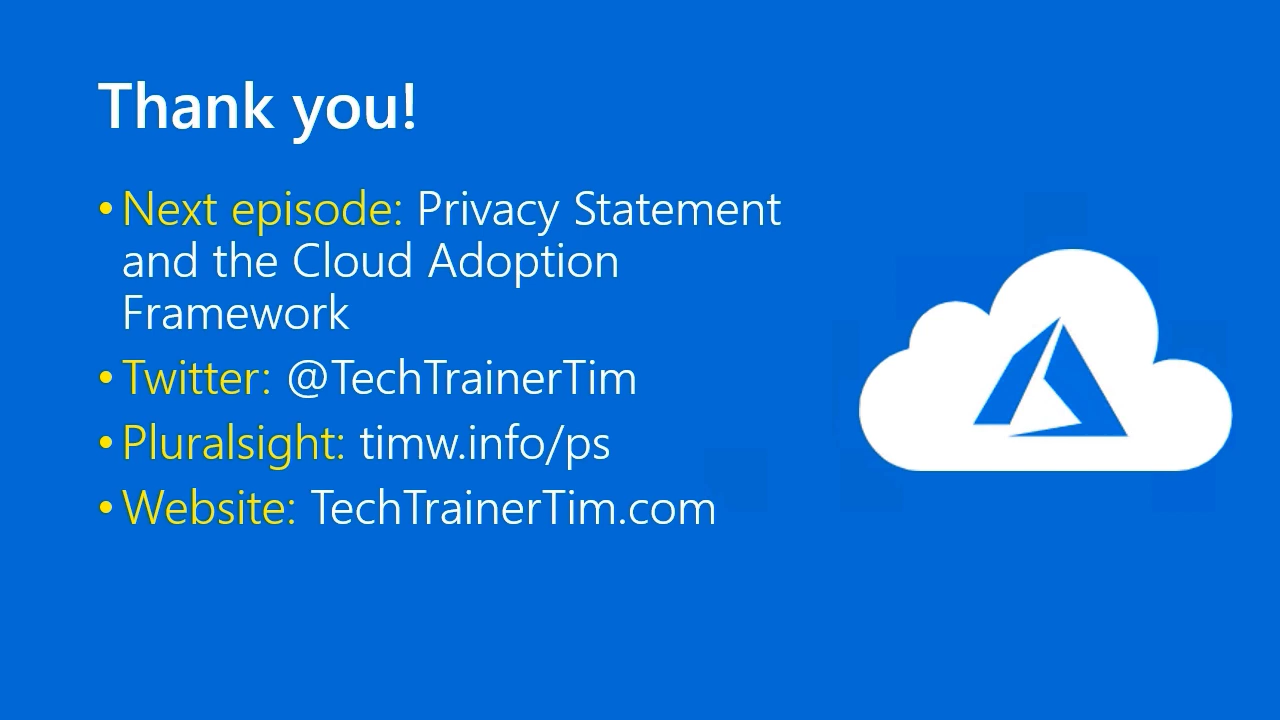 Thank you!
• Next episode: Privacy Statement
and the Cloud Adoption
Framework
• Twitter: @TechTrainerTim
• Pluralsight: timw.info/ps
• Website: TechTrainerTim.com